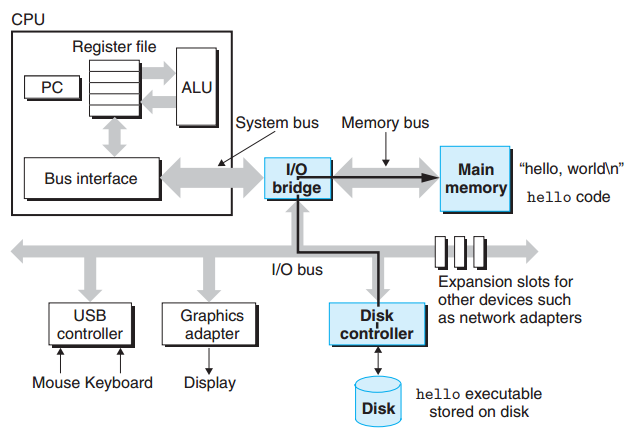 CPU
Register file
PC
ALU
System bus
Memory bus
Bus interface
I/O
bridge
Main
memory
“hello, world\n”
hello code
I/O bus
Expansion slots for
other devices such
as network adapters
USB
controller
Graphics
adapter
Disk
controller
Mouse Keyboard
Display
Disk
hello executable
stored on disk